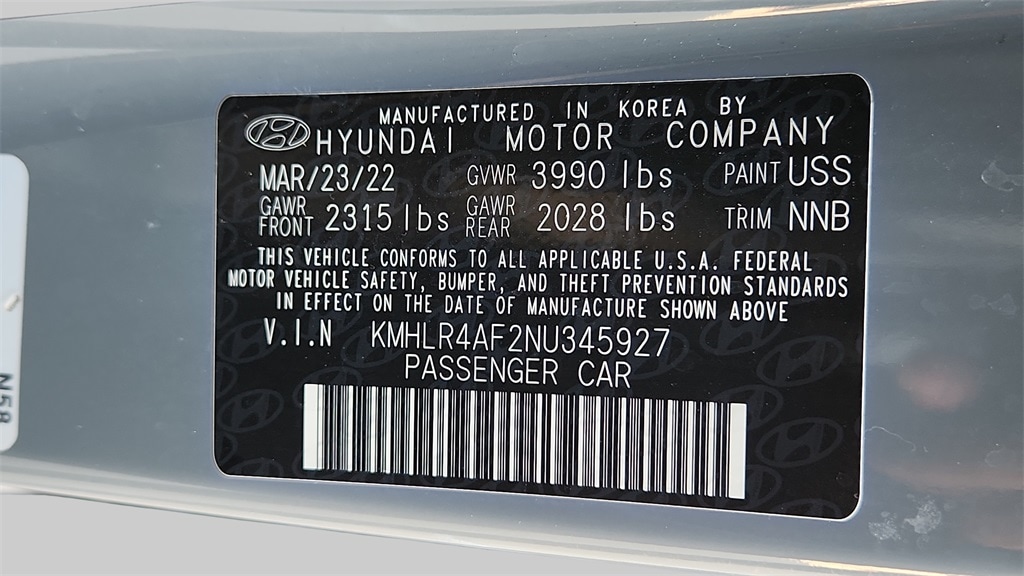 MANUFACTURED IN KOREA BY
HYUNDAI MOTOR COMPANY
MAR/23/22 GVWR 3990 lbs PAINT USS
GAWR FRONT 2315 lbs GAWR REAR 2028 lbs TRIM NNB
THIS VEHICLE CONFORMS TO ALL APPLICABLE U.S.A. FEDERAL
MOTOR VEHICLE SAFETY, BUMPER, AND THEFT PREVENTION STANDARDS
IN EFFECT ON THE DATE OF MANUFACTURE SHOWN ABOVE
V.I.N KMHLR4AF2NU345927
PASSENGER CAR
N58